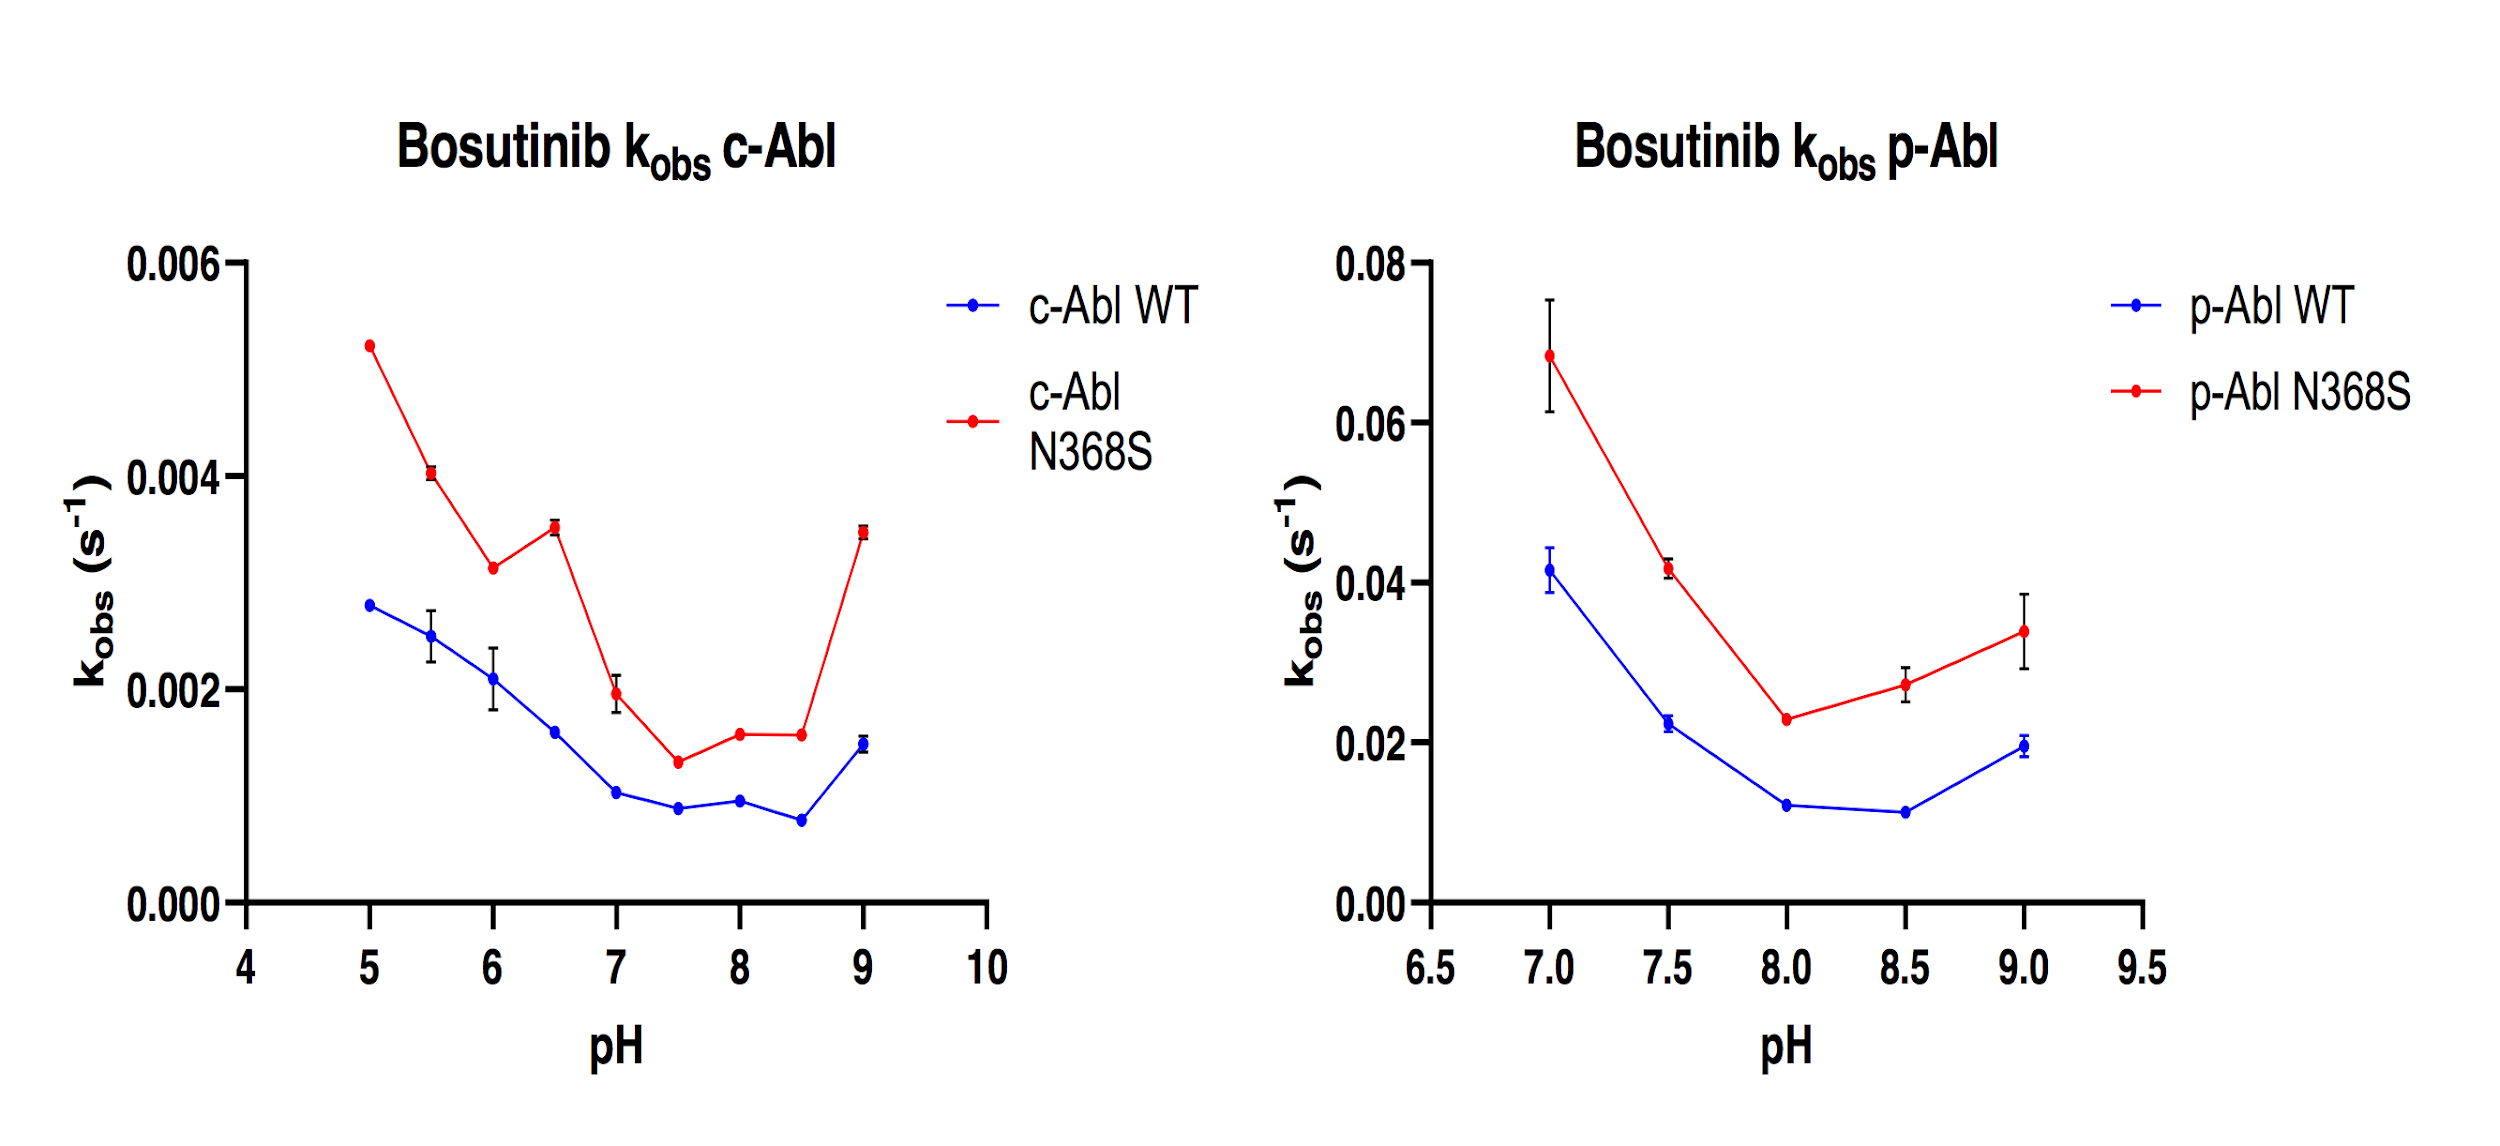 Bosutinib kobs c-Abl
kobs (s-1)
0.006
0.004
0.002
0.000
4 5 6 7 8 9 10
pH
c-Abl WT
c-Abl
N368S
Bosutinib kobs p-Abl
kobs (s-1)
0.08
0.06
0.04
0.02
0.00
6.5 7.0 7.5 8.0 8.5 9.0 9.5
pH
p-Abl WT
p-Abl N368S